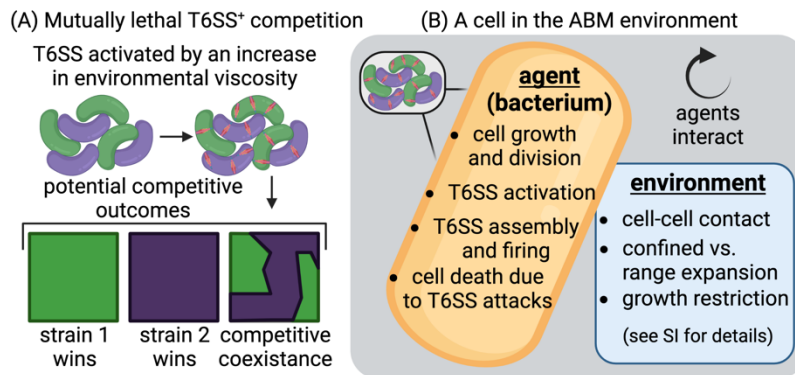 (A) Mutually lethal T6SS⁺ competition
T6SS activated by an increase
in environmental viscosity
potential competitive
outcomes
strain 1
wins
strain 2
wins
competitive
coexistance
(B) A cell in the ABM environment
agent
(bacterium)
• cell growth
and division
• T6SS activation
• T6SS assembly
and firing
• cell death due
to T6SS attacks
agents
interact
environment
• cell-cell contact
• confined vs.
range expansion
• growth restriction
(see SI for details)